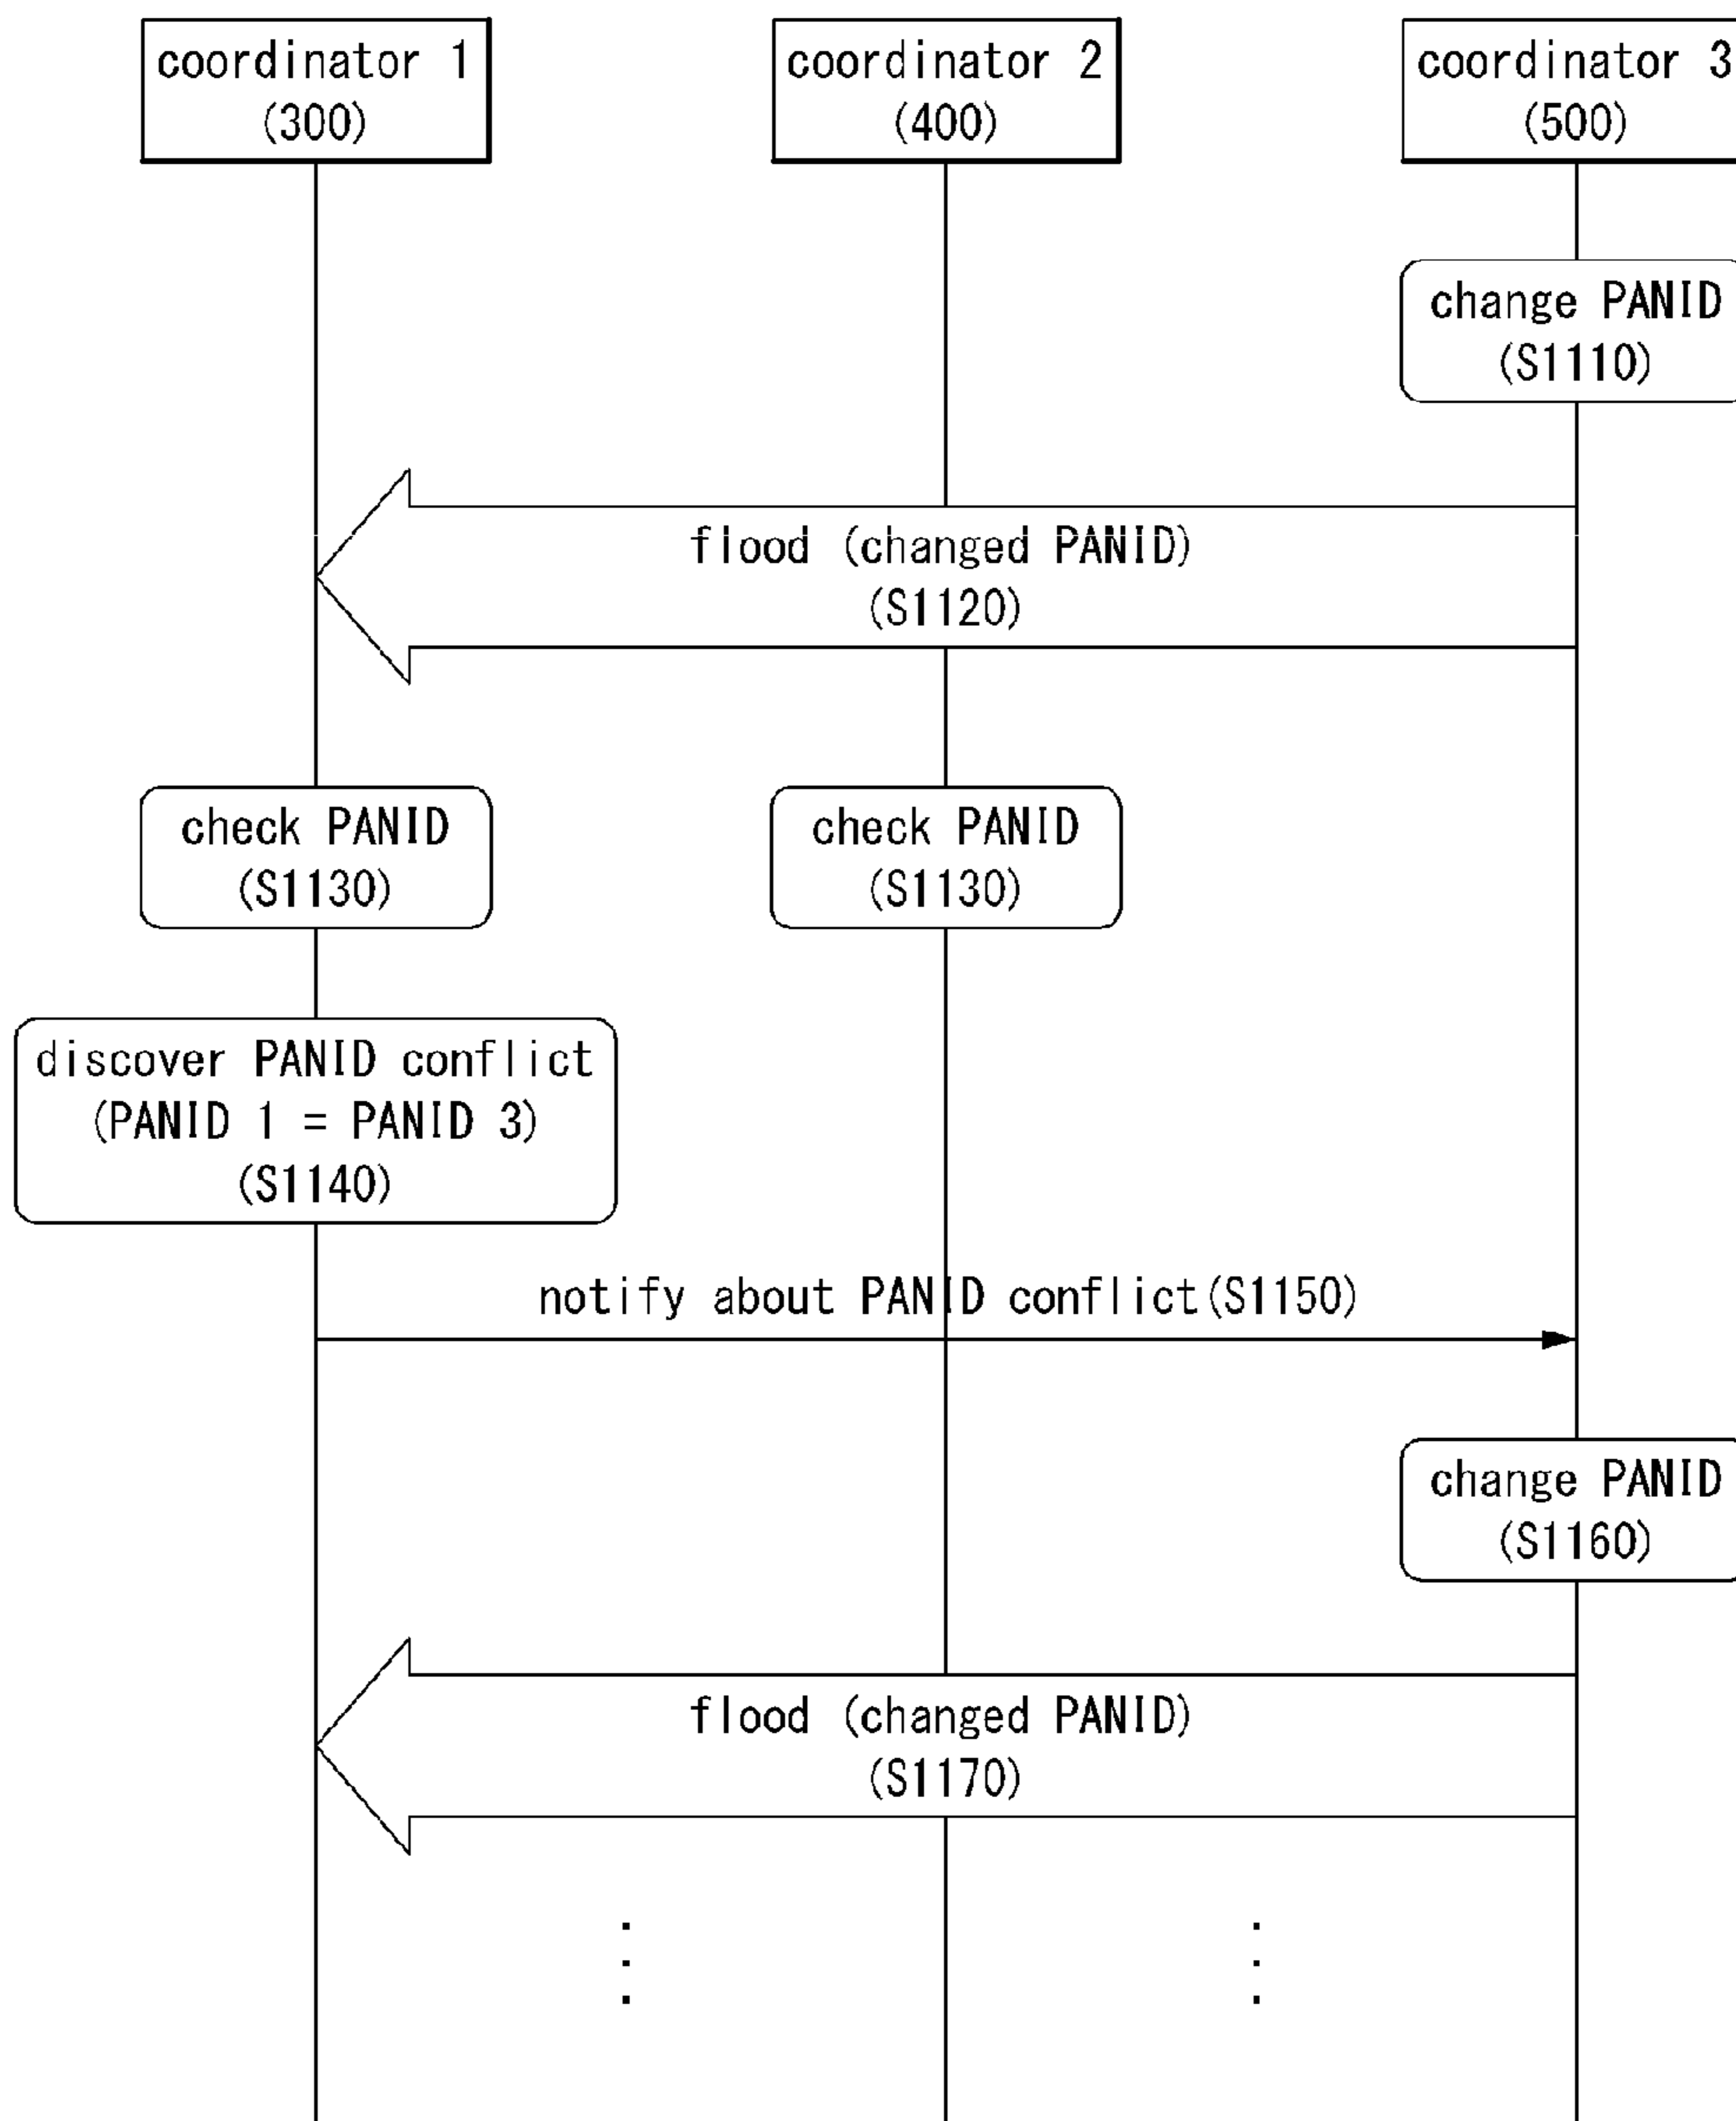 coordinator 1
(300)
coordinator 2
(400)
coordinator 3
(500)
change PANID
(S1110)
flood (changed PANID)
(S1120)
check PANID
(S1130)
check PANID
(S1130)
discover PANID conflict
(PANID 1 = PANID 3)
(S1140)
notify about PANID conflict(S1150)
change PANID
(S1160)
flood (changed PANID)
(S1170)